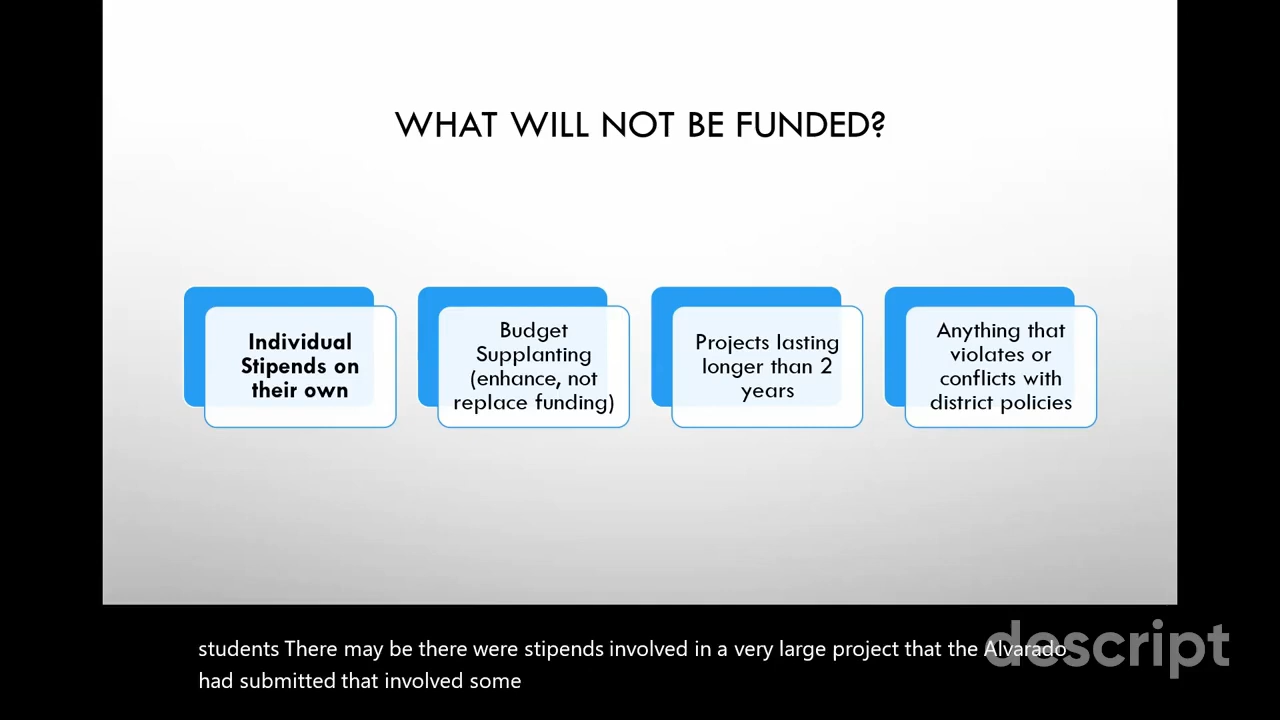 WHAT WILL NOT BE FUNDED?
Individual
Stipends on
their own
Budget
Supplanting
(enhance, not
replace funding)
Projects lasting
longer than 2
years
Anything that
violates or
conflicts with
district policies
students There may be there were stipends involved in a very large project that the Alvarado
had submitted that involved some
descript